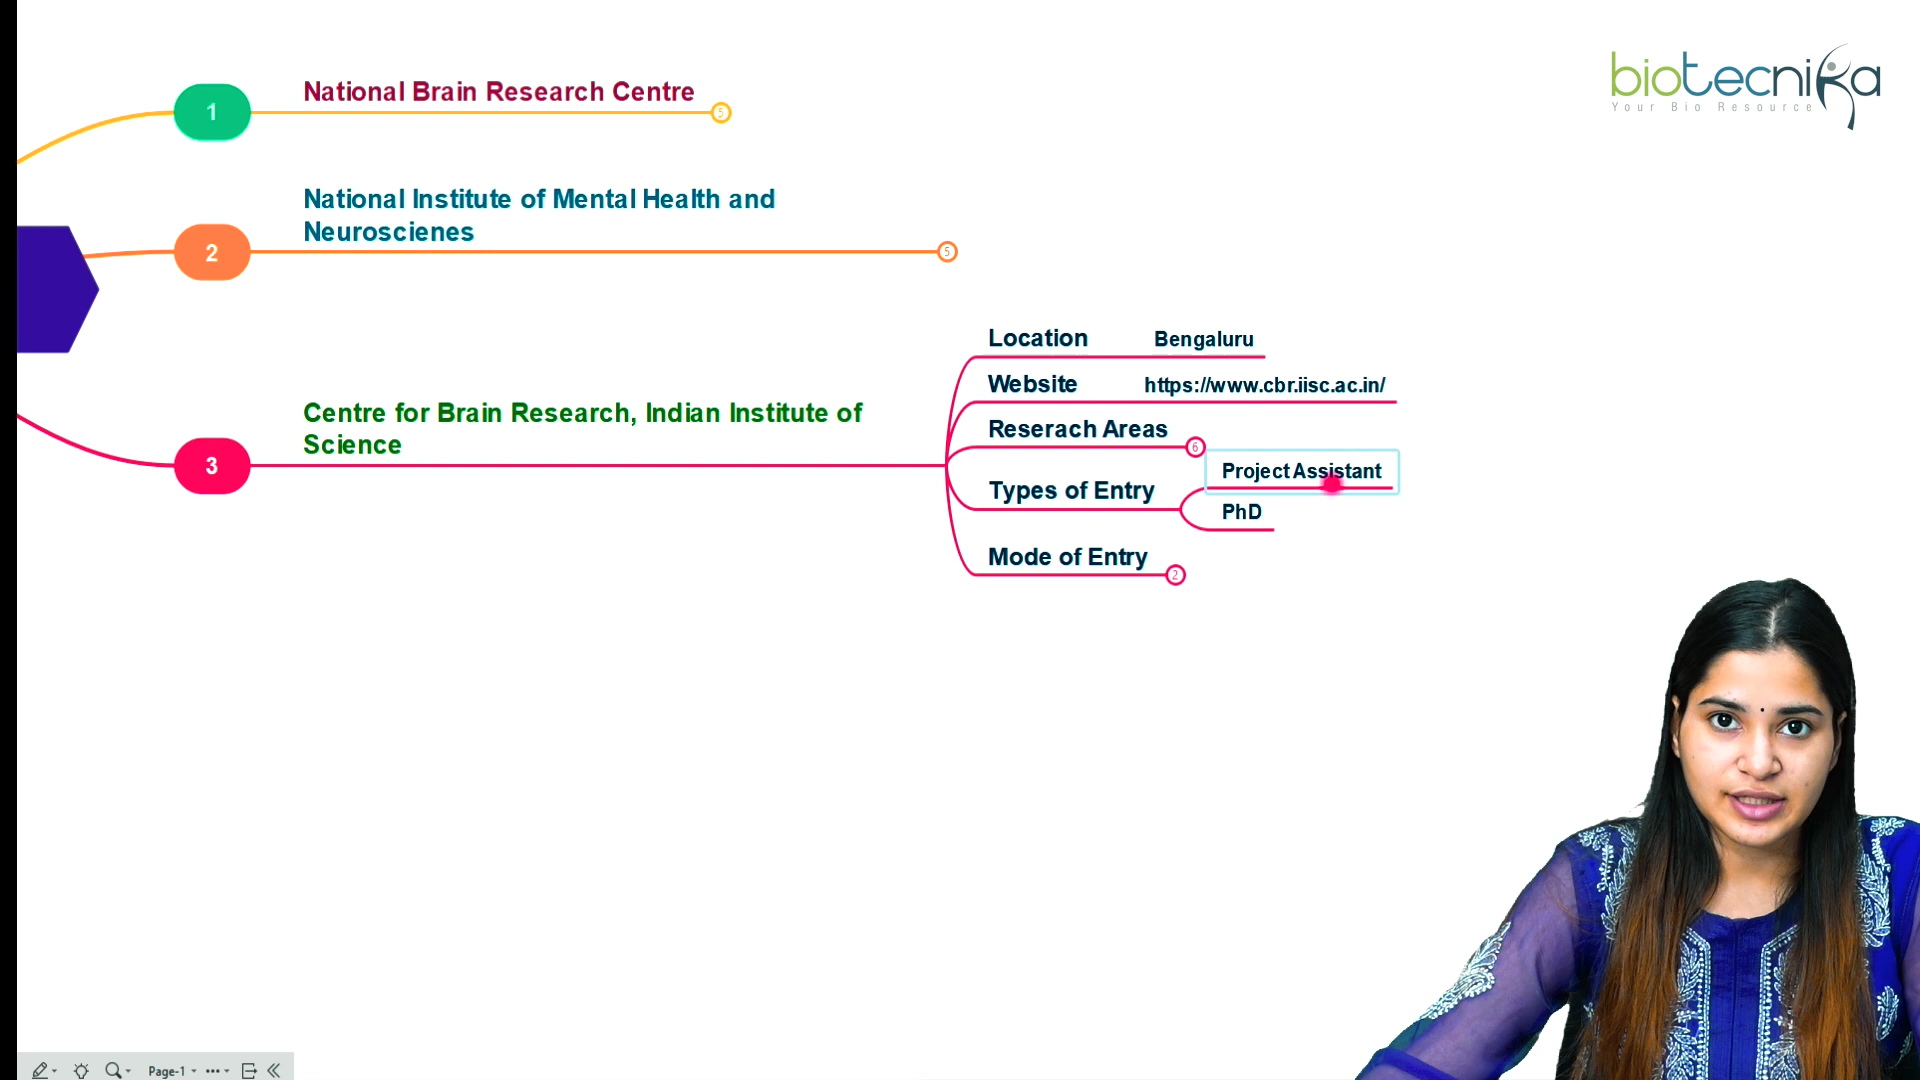 biotecnika
Your Bio Resource
1
National Brain Research Centre
5
2
National Institute of Mental Health and
Neuroscienes
5
3
Centre for Brain Research, Indian Institute of
Science
Location Bengaluru
Website https://www.cbr.iisc.ac.in/
Reserach Areas
6
Types of Entry
Project Assistant
PhD
Mode of Entry
2
Page-1